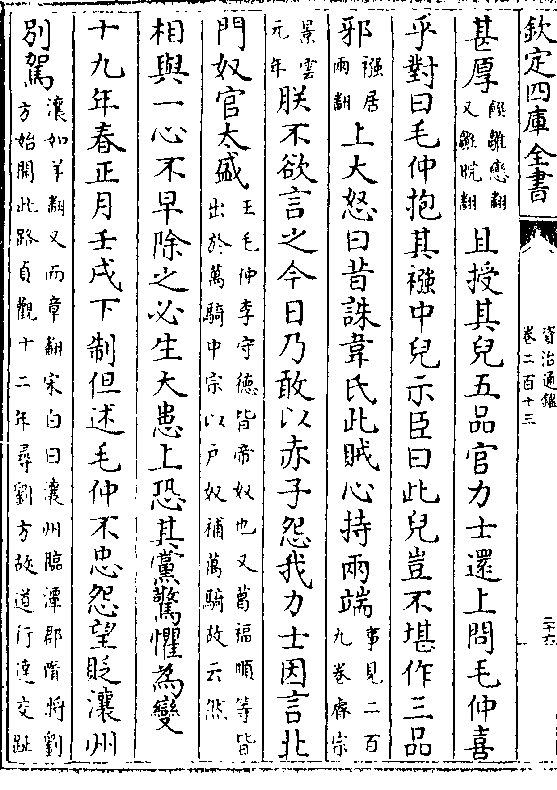 欽定四庫全書
資治通鑑
卷二百十三
二十六
甚厚餼離戀翻又離晥翻且授其兒五品官力士還上問毛仲喜
乎對曰毛仲抱其襁中兒示臣曰此兒豈不堪作三品
邪襁居兩翻上大怒曰昔誅韋氏此賊心持兩端事見二百九卷睿宗
景雲元年朕不欲言之今日乃敢以赤子怨我力士因言北
門奴官太盛王毛仲李守德皆帝奴也又葛福順等皆出於萬騎中宗以戶奴補萬騎故云然
相與一心不早除之必生大患上恐其黨驚懼為變
十九年春正月壬戌下制但述毛仲不忠怨望貶瀼州
別駕瀼如羊翻又而章翻宋白曰瀼州臨潭郡隋將劉方始開此路貞觀十二年尋劉方故道行達交趾